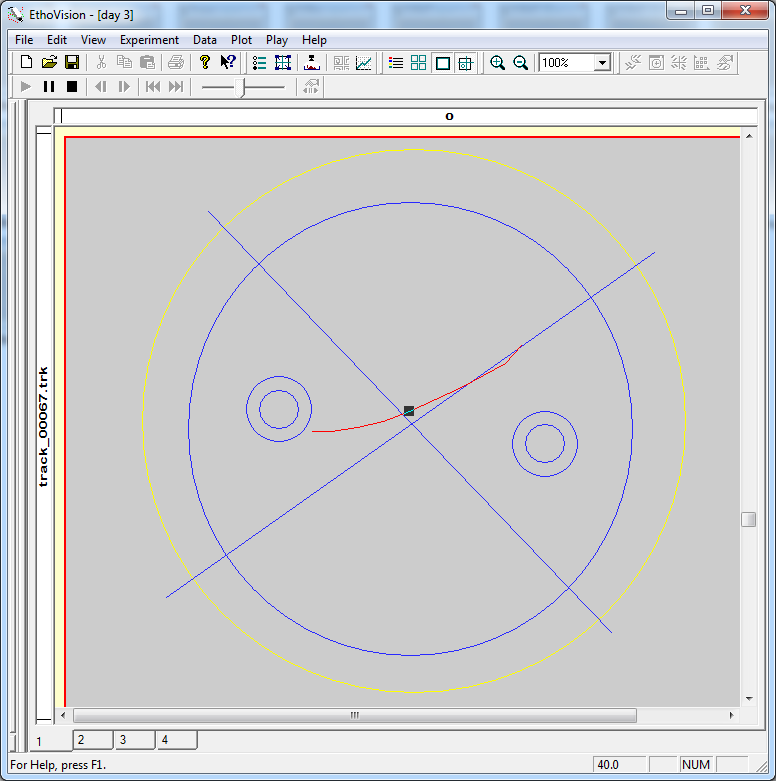 EthoVision - [day 3]
File Edit View Experiment Data Plot Play Help
100%
o
track_00067.trk
1 2 3 4
For Help, press F1. 40.0 NUM